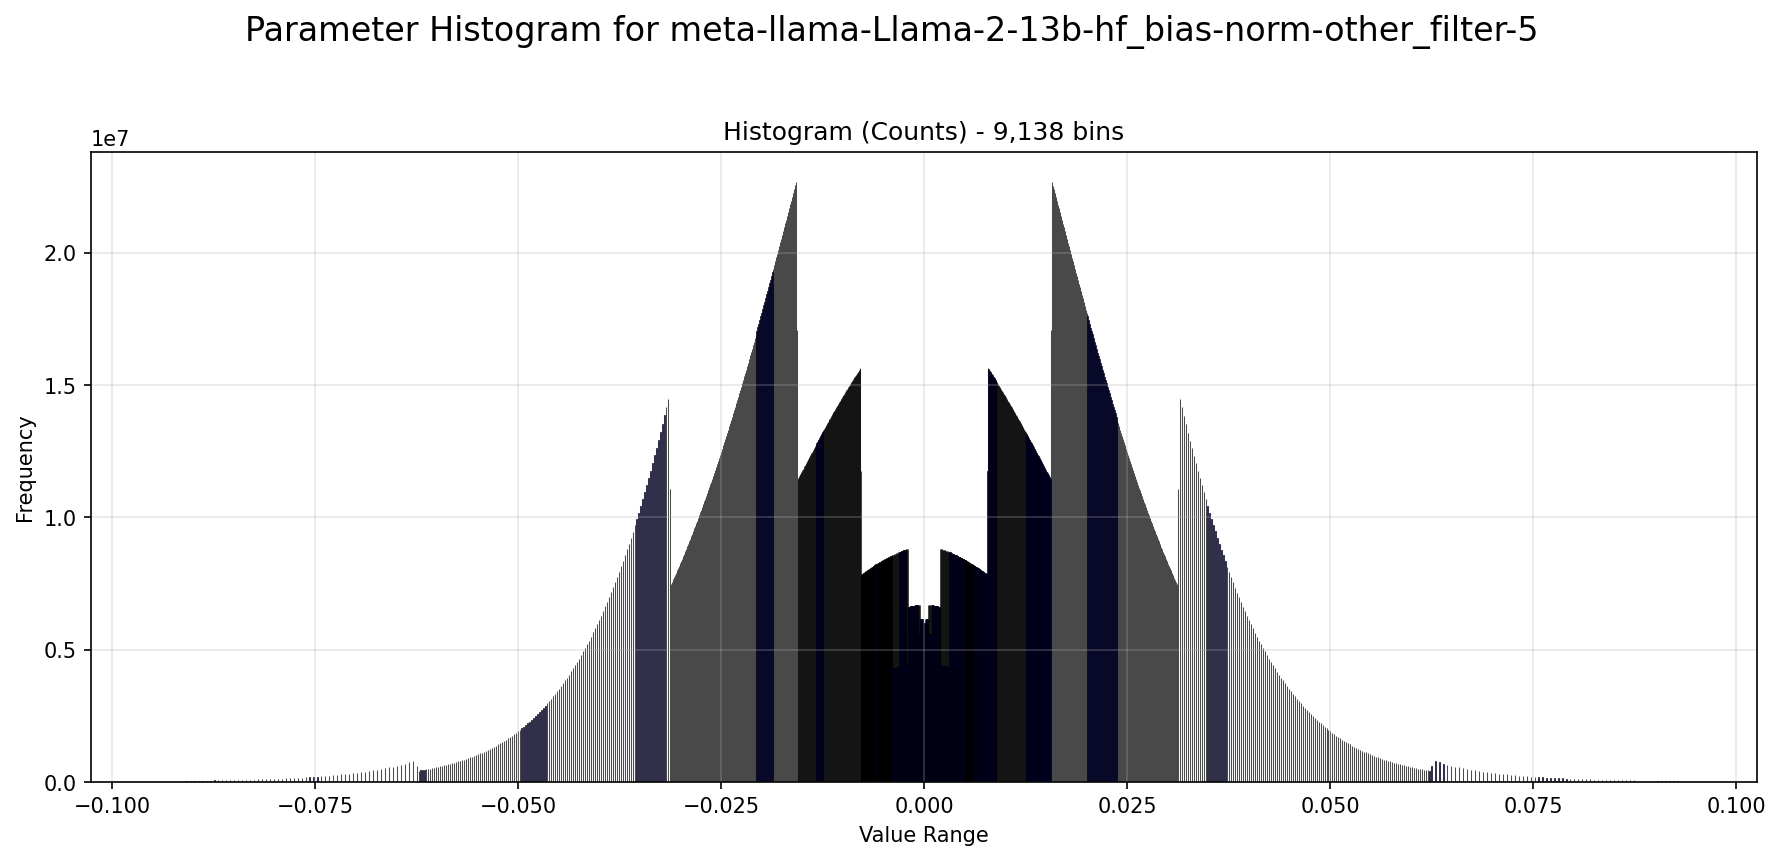 Parameter Histogram for meta-llama-Llama-2-13b-hf_bias-norm-other_filter-5
Histogram (Counts) - 9,138 bins
1e7
2.0
1.5
1.0
0.5
0.0
Frequency
−0.100 −0.075 −0.050 −0.025 0.000 0.025 0.050 0.075 0.100
Value Range